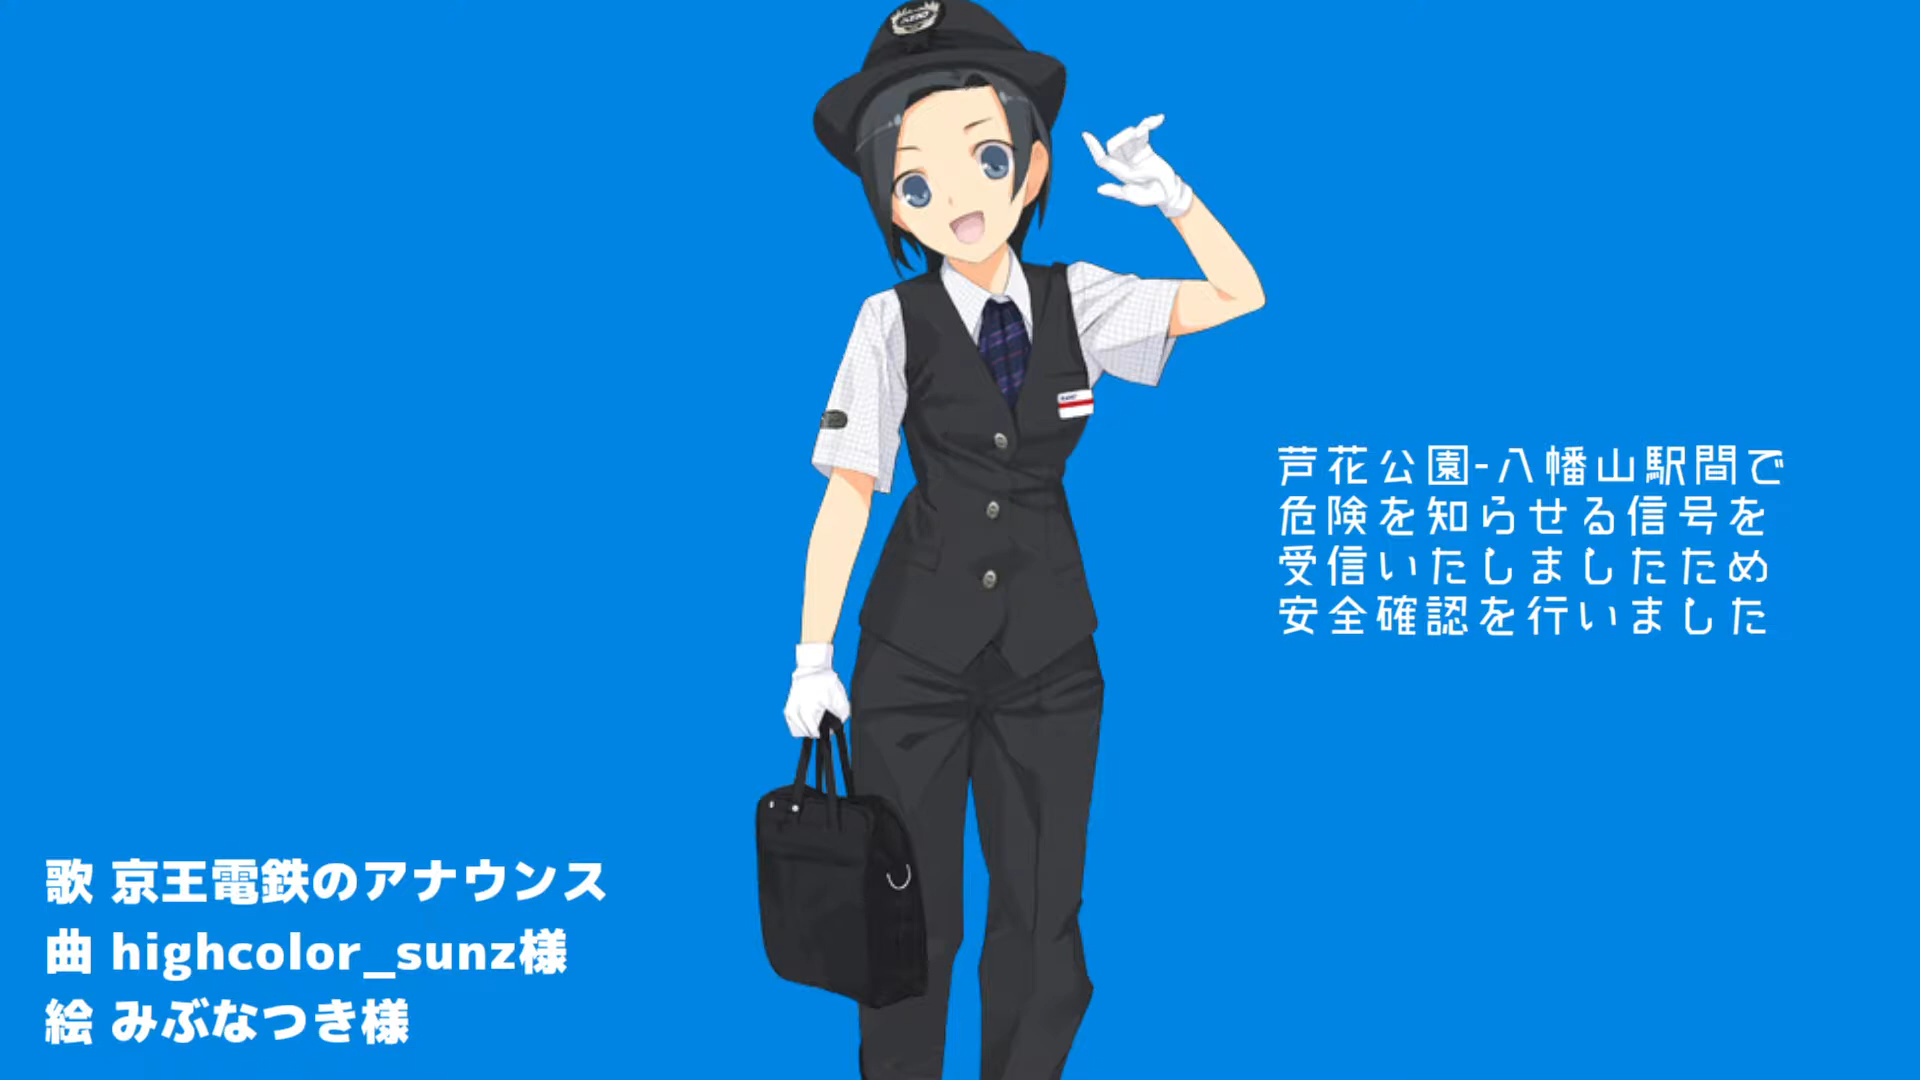 芦花公園-八幡山駅間で
危険を知らせる信号を
受信いたしましたため
安全確認を行いました
歌 京王電鉄のアナウンス
曲 highcolor_sunz様
絵 みぶなつき様